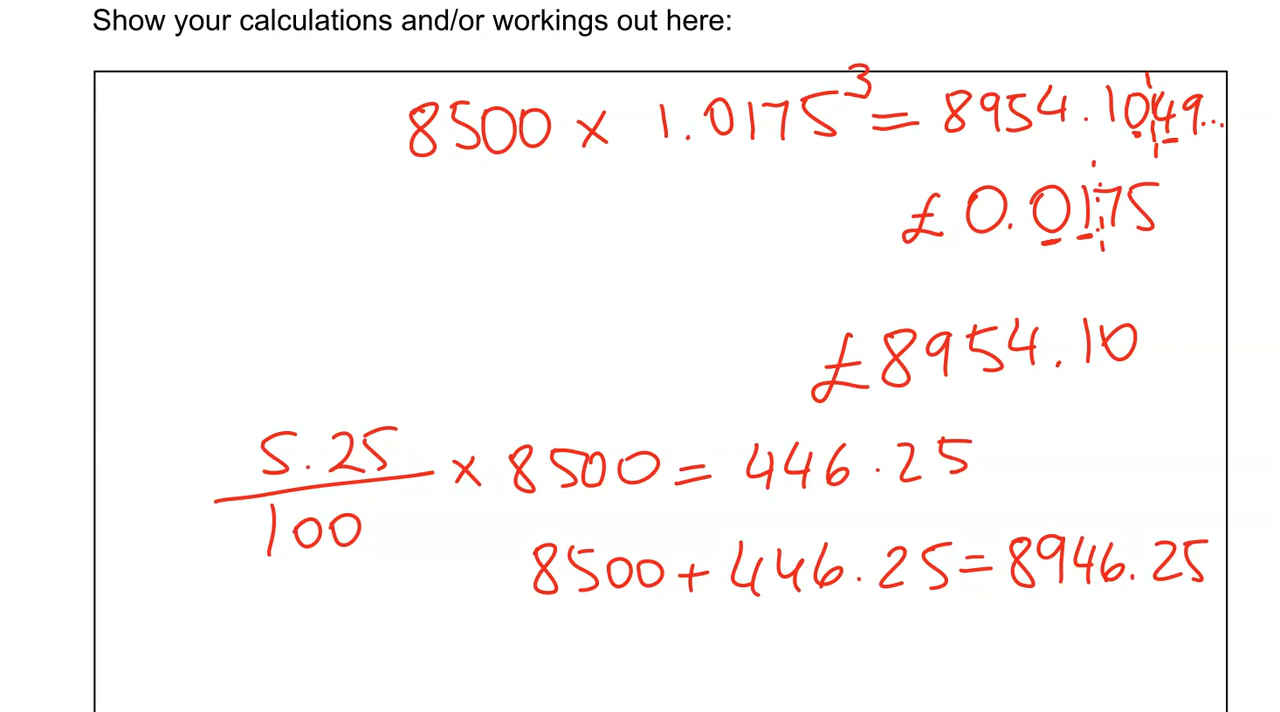 Show your calculations and/or workings out here:
8500 × 1.0175³ = 8954.1049...
£0.0175
£8954.10
5.25/100 × 8500 = 446.25
8500 + 446.25 = 8946.25